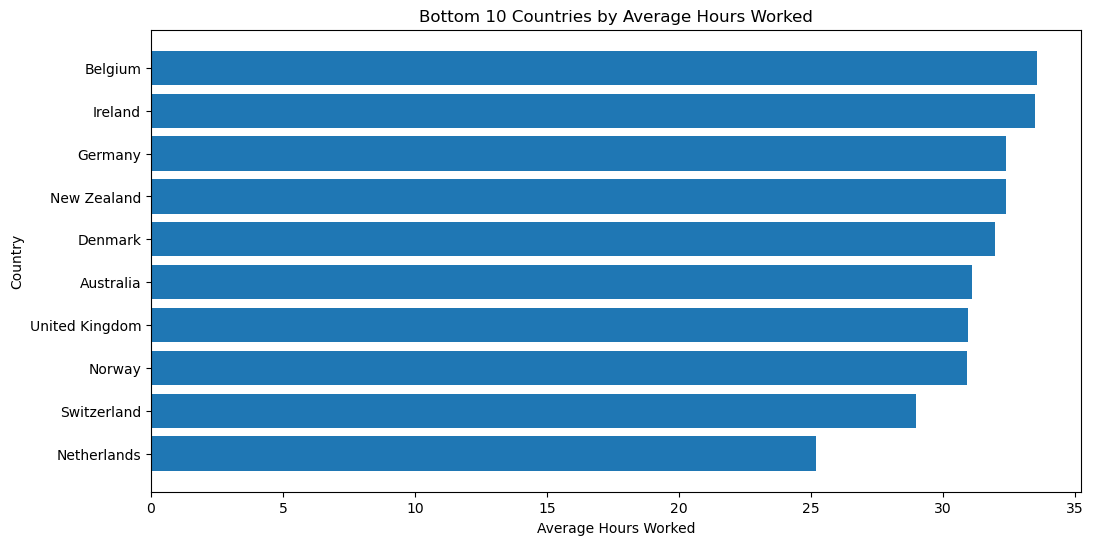 Bottom 10 Countries by Average Hours Worked
Country
Belgium
Ireland
Germany
New Zealand
Denmark
Australia
United Kingdom
Norway
Switzerland
Netherlands
0 5 10 15 20 25 30 35
Average Hours Worked